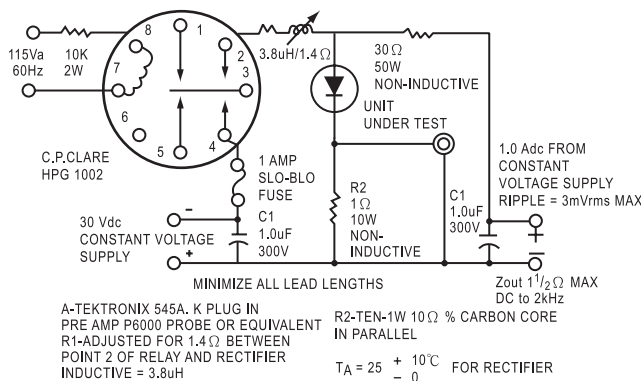 115Va
60Hz
10K
2W
8
1
2
7
3
6
5
4
3.8uH/1.4Ω
30Ω
50W
NON-INDUCTIVE
UNIT
UNDER TEST
C.P.CLARE
HPG 1002
1 AMP
SLO-BLO
FUSE
1.0 Adc FROM
CONSTANT
VOLTAGE SUPPLY
RIPPLE = 3mVrms MAX
R2
1Ω
10W
NON-
INDUCTIVE
C1
1.0uF
300V
–
30 Vdc
CONSTANT VOLTAGE
SUPPLY
+
C1
1.0uF
300V
+
–
MINIMIZE ALL LEAD LENGTHS
Zout 1 1/2 Ω MAX
DC to 2kHz
A-TEKTRONIX 545A. K PLUG IN
PRE AMP P6000 PROBE OR EQUIVALENT
R1-ADJUSTED FOR 1.4Ω BETWEEN
POINT 2 OF RELAY AND RECTIFIER
INDUCTIVE = 3.8uH
R2-TEN-1W 10Ω % CARBON CORE
IN PARALLEL
TA = 25 + 10℃ FOR RECTIFIER
– 0